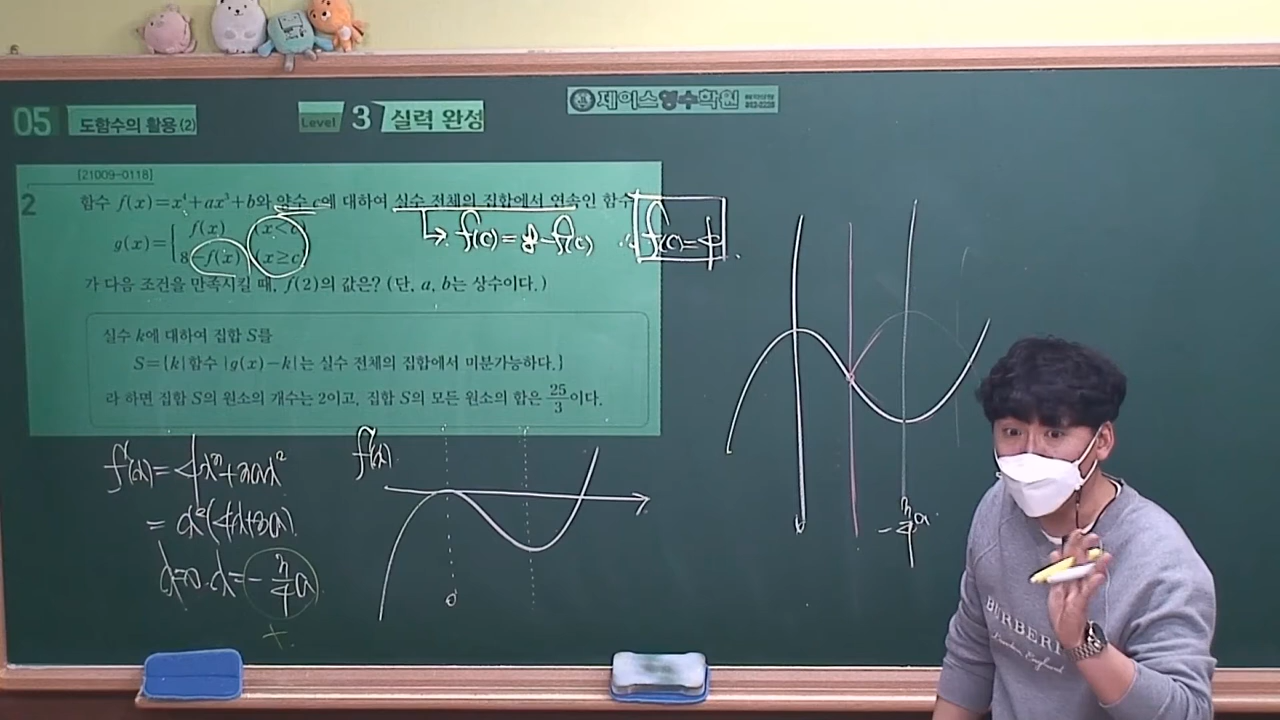 05 도함수의 활용 (2)
Level 3 실력 완성
제이스영수학원
[21009-0118]
2 함수 f(x)=x⁴+ax³+b와 양수 c에 대하여 실수 전체의 집합에서 연속인 함수
g(x)={ f(x) (x<c)
8-f(x) (x≥c)
f(c)=8-f(c) ∴ f(c)=4
가 다음 조건을 만족시킬 때, f(2)의 값은? (단, a, b는 상수이다.)
실수 k에 대하여 집합 S를
S={k|함수 |g(x)-k|는 실수 전체의 집합에서 미분가능하다.}
라 하면 집합 S의 원소의 개수는 2이고, 집합 S의 모든 원소의 합은 25/3이다.
f'(x)=4x³+3ax²
=x²(4x+3a)
x=0. x=-3/4a
+
f'(x)
0
0
-3/4a
BURBERRY
London, England